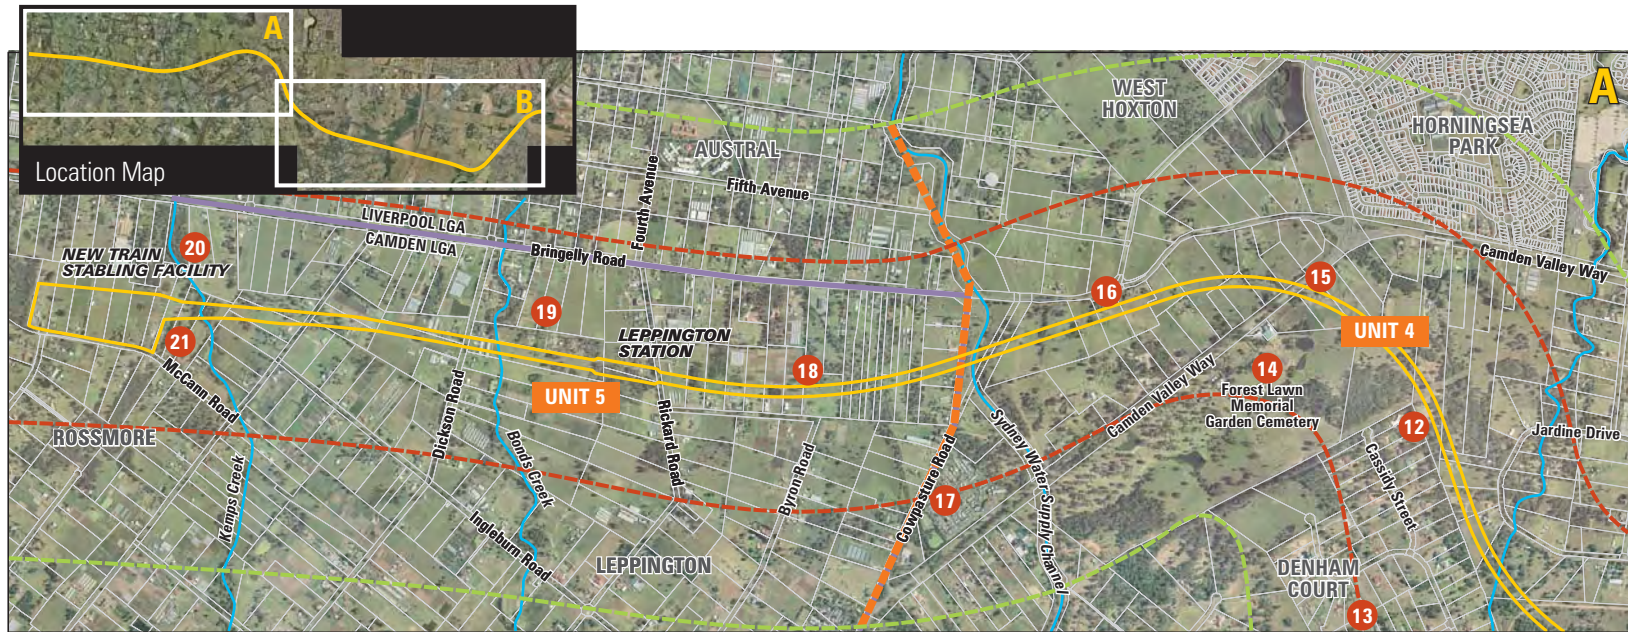 A
B
Location Map
A
WEST
HOXTON
HORNINGSEA
PARK
AUSTRAL
Fifth Avenue
Fourth Avenue
LIVERPOOL LGA
CAMDEN LGA
Bringelly Road
Camden Valley Way
20
NEW TRAIN
STABLING FACILITY
15
16
19
21
LEPPINGTON
STATION
UNIT 4
18
14
McCann Road
UNIT 5
Dickson Road
Rickard Road
Camden Valley Way
Forest Lawn
Memorial
Garden Cemetery
12
Jardine Drive
ROSSMORE
Kemps Creek
Bonds Creek
Byron Road
Cowpasture Road
Sydney Water Supply Channel
Cassidy Street
17
Ingleburn Road
LEPPINGTON
DENHAM
COURT
13